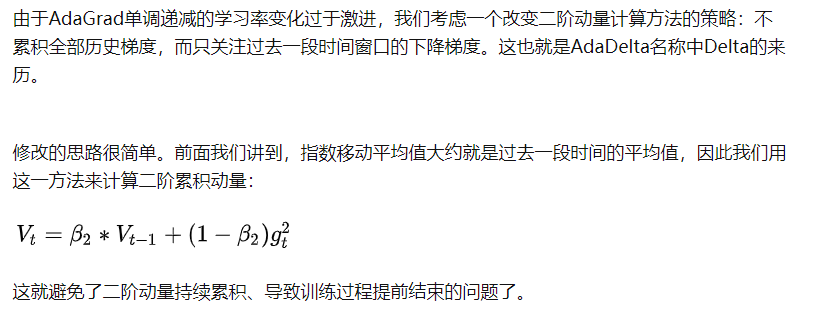 由于AdaGrad单调递减的学习率变化过于激进，我们考虑一个改变二阶动量计算方法的策略：不
累积全部历史梯度，而只关注过去一段时间窗口的下降梯度。这也就是AdaDelta名称中Delta的来
历。
修改的思路很简单。前面我们讲到，指数移动平均值大约就是过去一段时间的平均值，因此我们用
这一方法来计算二阶累积动量：
V_t = β_2 * V_{t−1} + (1 − β_2)g_t^2
这就避免了二阶动量持续累积、导致训练过程提前结束的问题了。